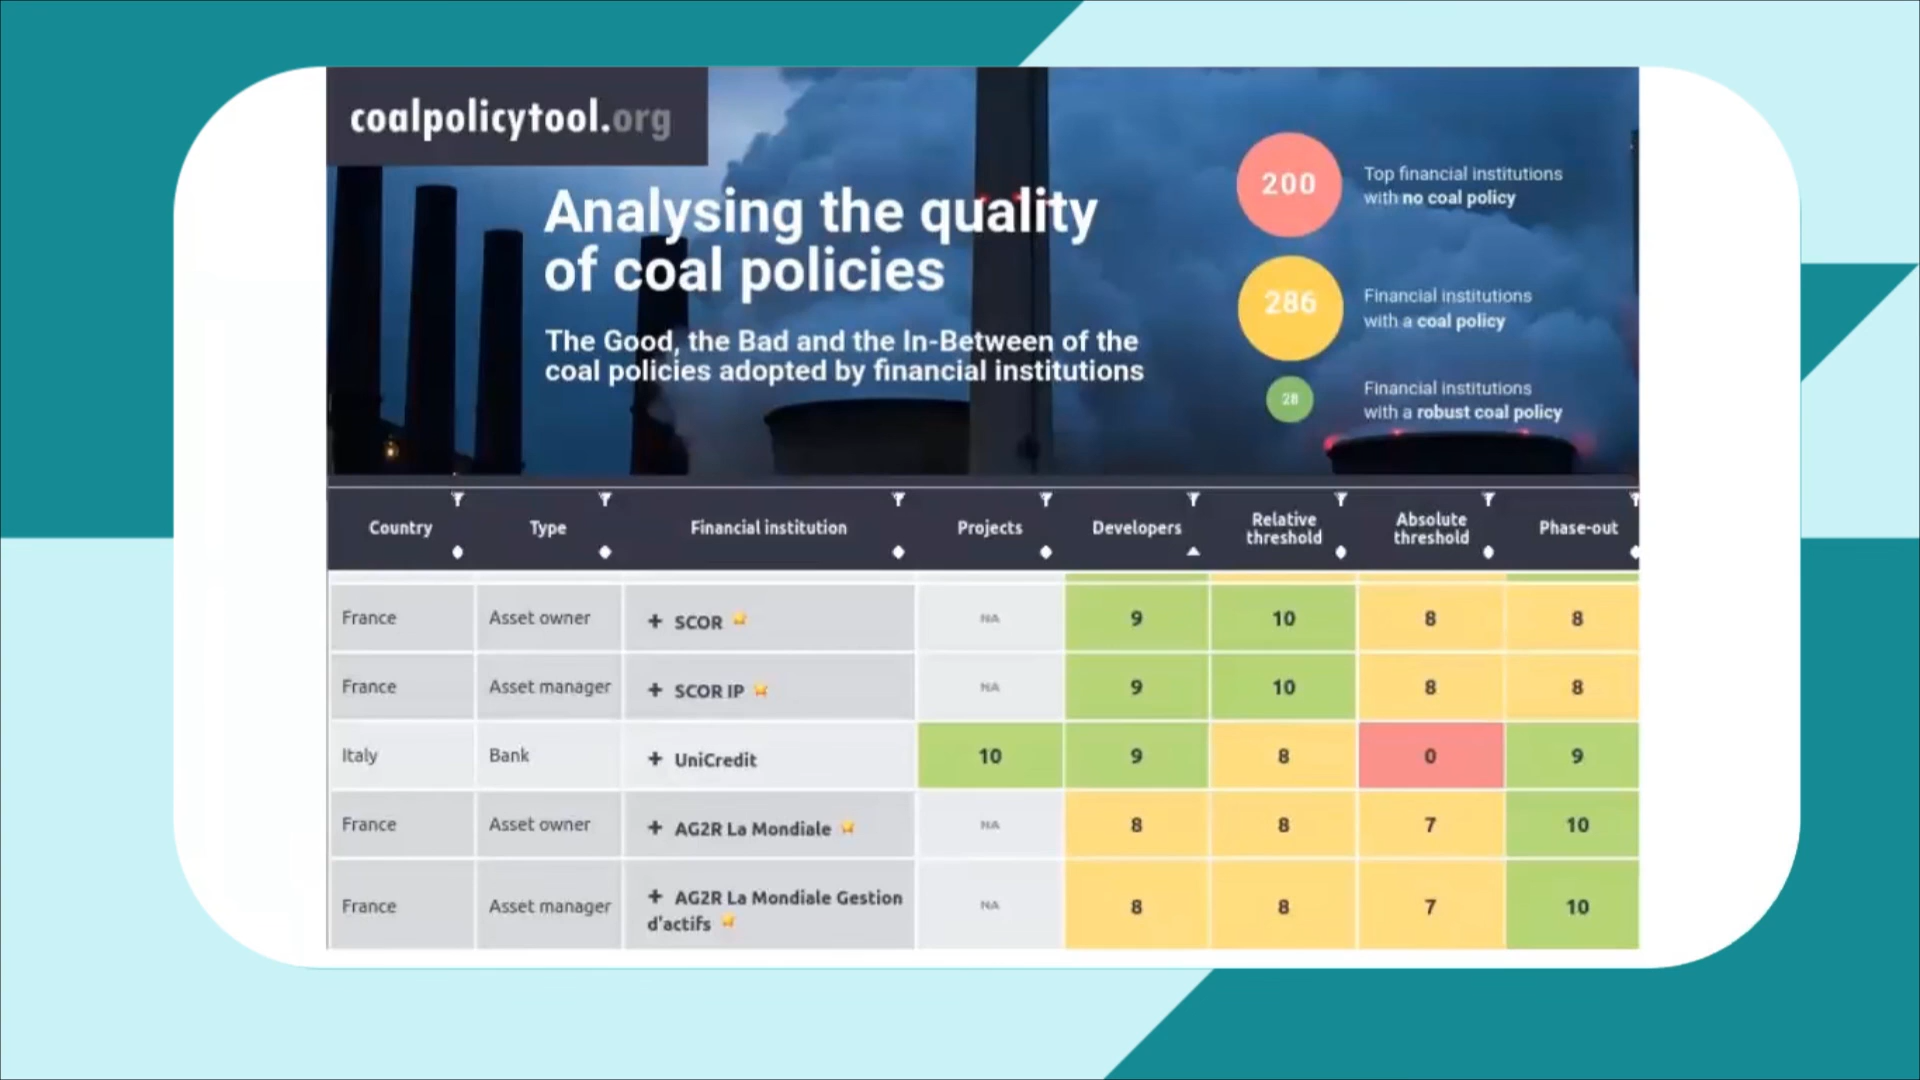 coalpolicytool.org
Analysing the quality
of coal policies
The Good, the Bad and the In-Between of the
coal policies adopted by financial institutions
200
Top financial institutions
with no coal policy
286
Financial institutions
with a coal policy
28
Financial institutions
with a robust coal policy
Country Type Financial institution Projects Developers Relative threshold Absolute threshold Phase-out
France Asset owner + SCOR NA 9 10 8 8
France Asset manager + SCOR IP NA 9 10 8 8
Italy Bank + UniCredit 10 9 8 0 9
France Asset owner + AG2R La Mondiale NA 8 8 7 10
France Asset manager + AG2R La Mondiale Gestion d'actifs NA 8 8 7 10